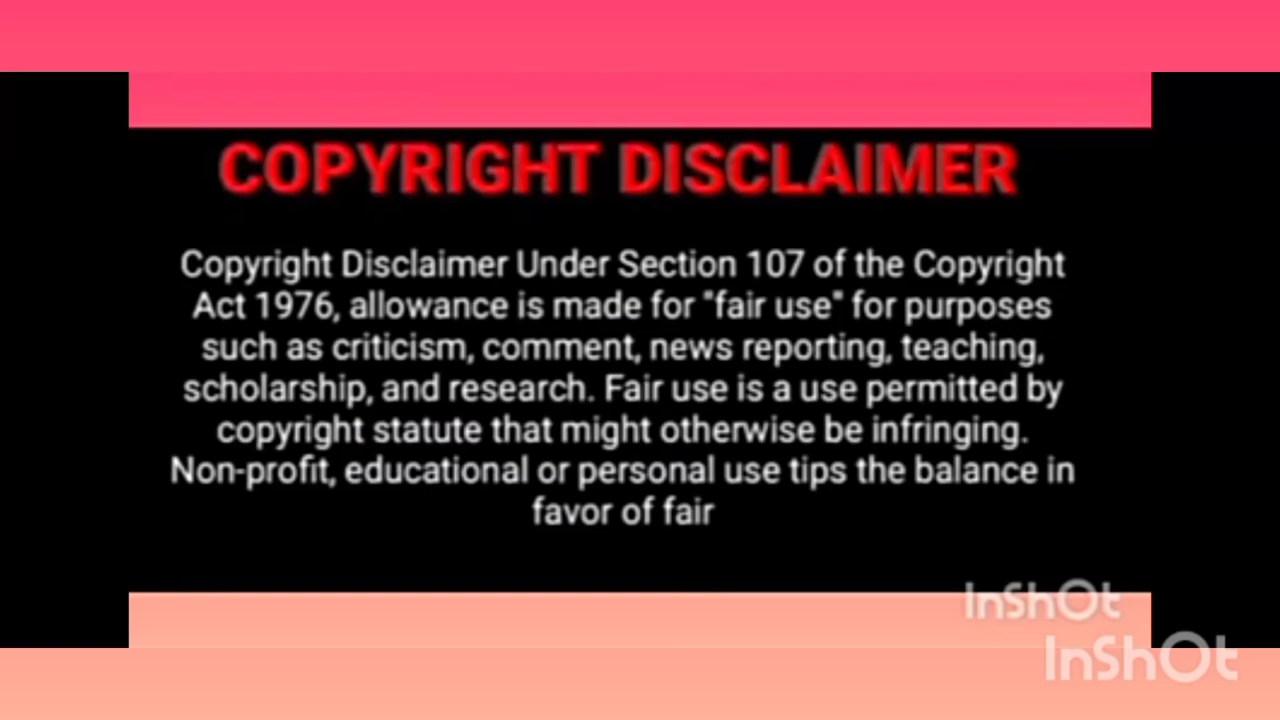 COPYRIGHT DISCLAIMER
Copyright Disclaimer Under Section 107 of the Copyright
Act 1976, allowance is made for "fair use" for purposes
such as criticism, comment, news reporting, teaching,
scholarship, and research. Fair use is a use permitted by
copyright statute that might otherwise be infringing.
Non-profit, educational or personal use tips the balance in
favor of fair
InShOt
InShOt